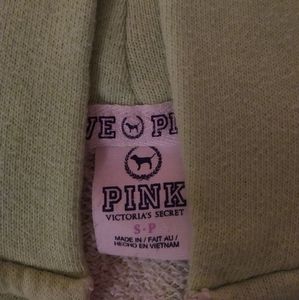 VE PI
PINK
VICTORIA'S SECRET
S·P
MADE IN / FAIT AU /
HECHO EN VIETNAM